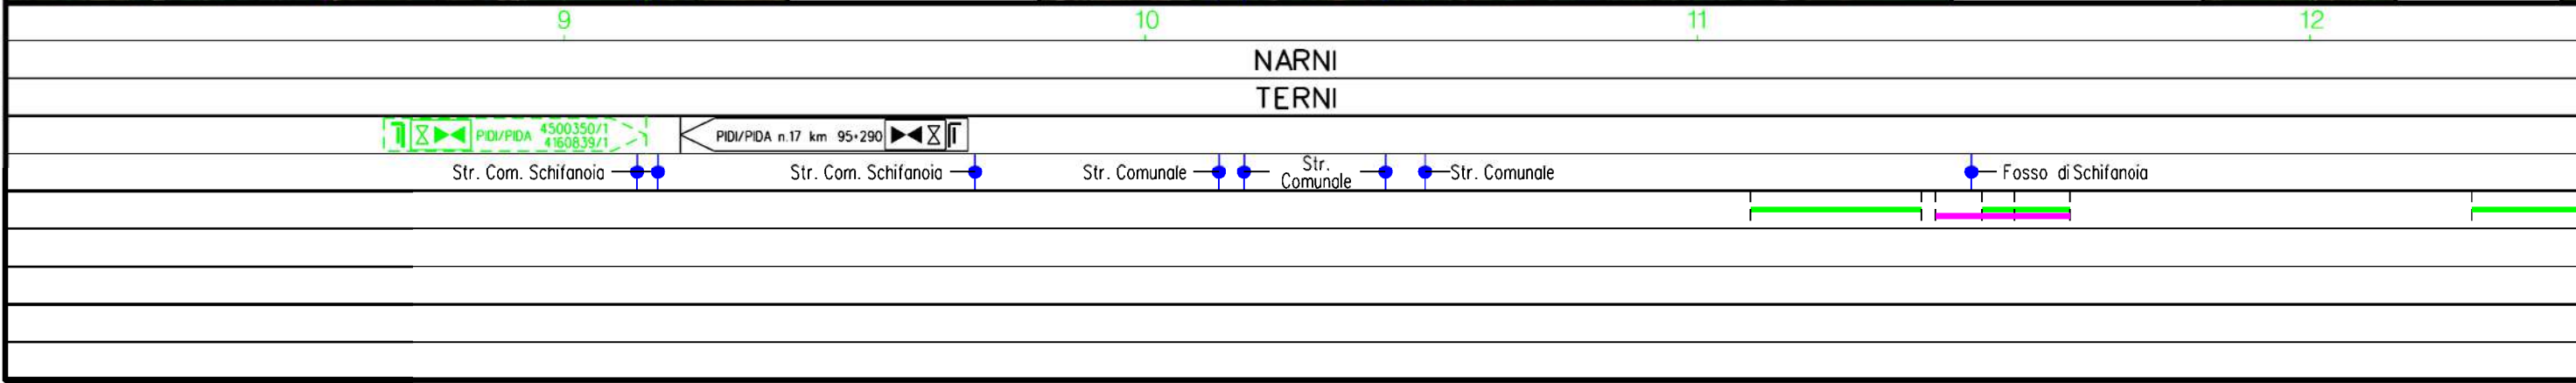 9 10 11 12
NARNI
TERNI
PIDI/PIDA 4500350/1
4160839/1
PIDI/PIDA n.17 km 95+290
Str. Com. Schifanoia
Str. Com. Schifanoia
Str. Comunale
Str.
Comunale
Str. Comunale
Fosso di Schifanoia